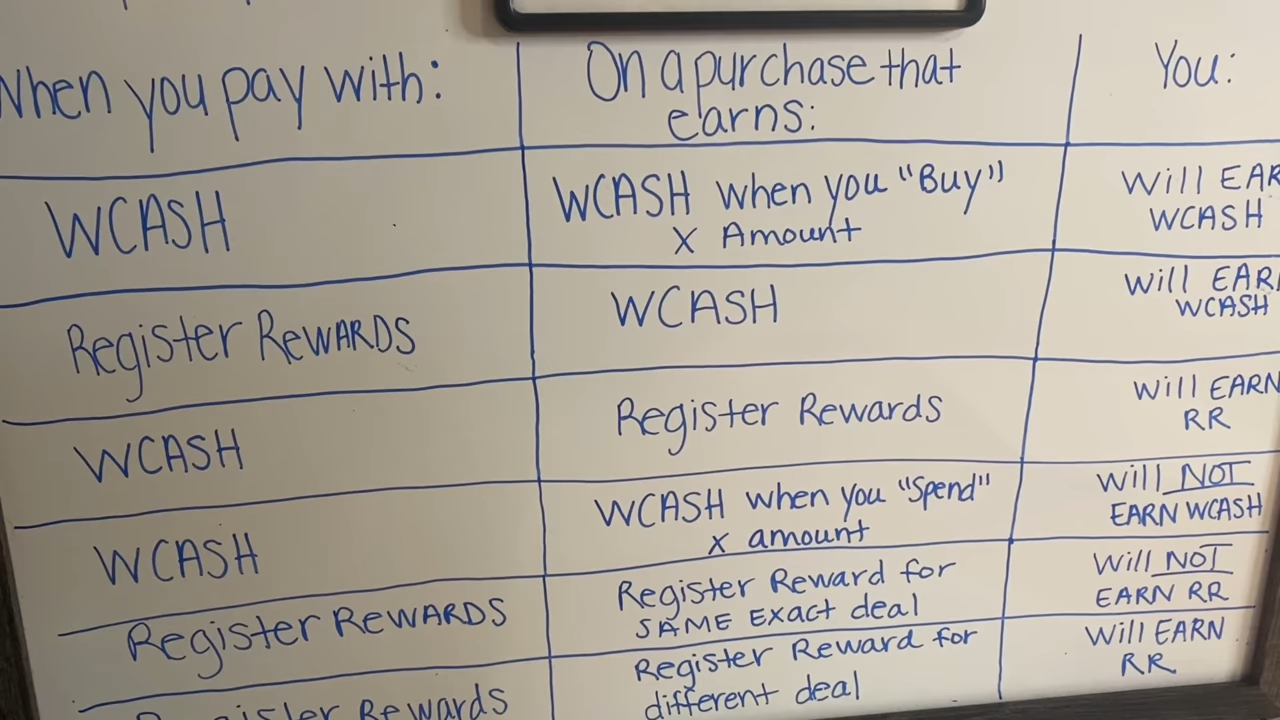 When you pay with:
On a purchase that
earns:
You:
WCASH
WCASH when you "Buy"
X Amount
Will EAR
WCASH
Register REWARDS
WCASH
Will EAR
WCASH
WCASH
Register Rewards
Will EARN
RR
WCASH
WCASH when you "Spend"
X amount
Will NOT
EARN WCASH
Register REWARDS
Register Reward for
SAME EXACT deal
Will NOT
EARN RR
Register Rewards
Register Reward for
different deal
Will EARN
RR